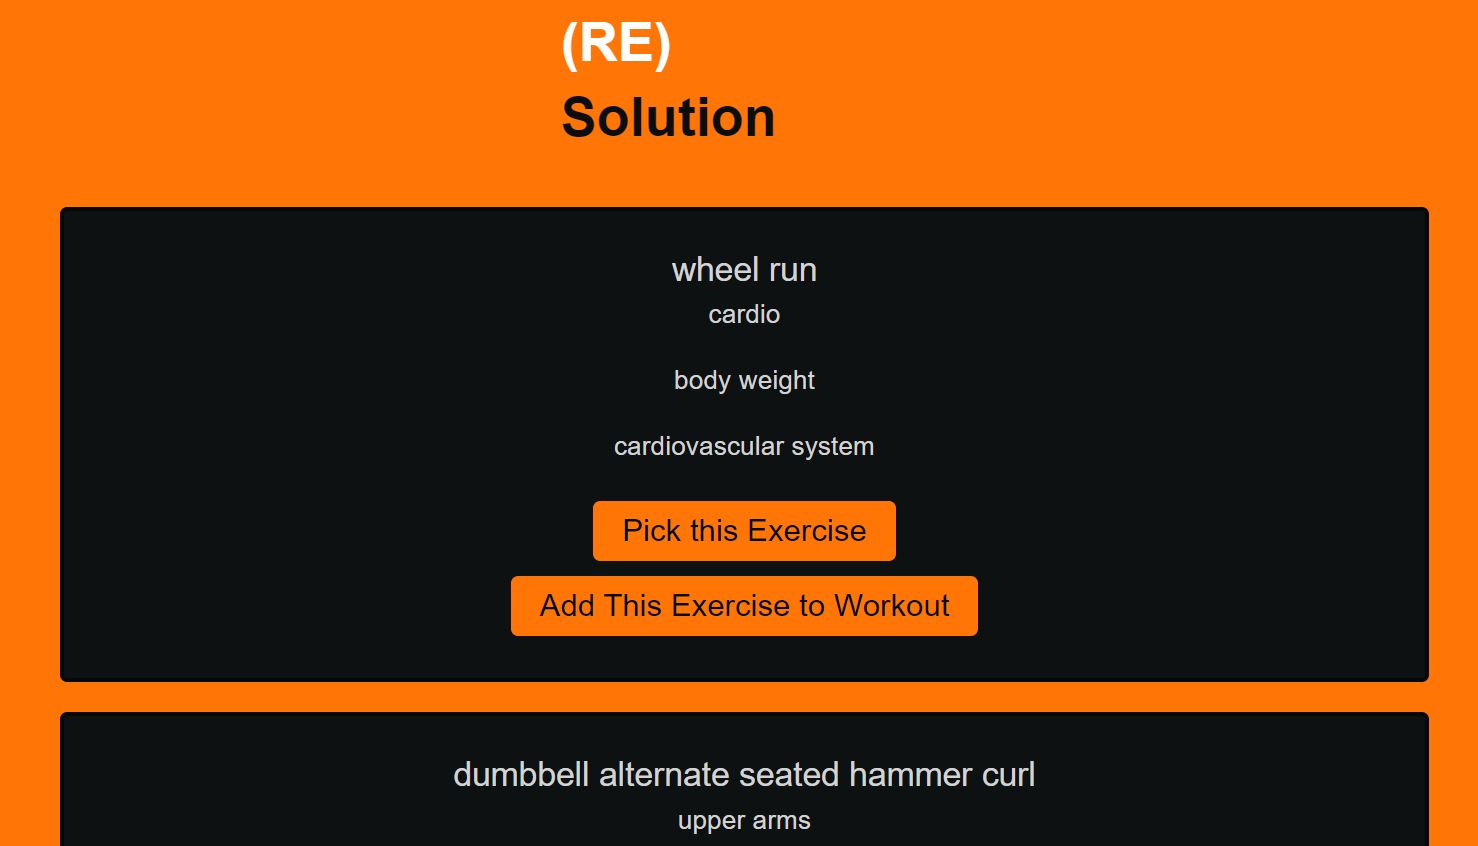 (RE)
Solution
wheel run
cardio
body weight
cardiovascular system
Pick this Exercise
Add This Exercise to Workout
dumbbell alternate seated hammer curl
upper arms